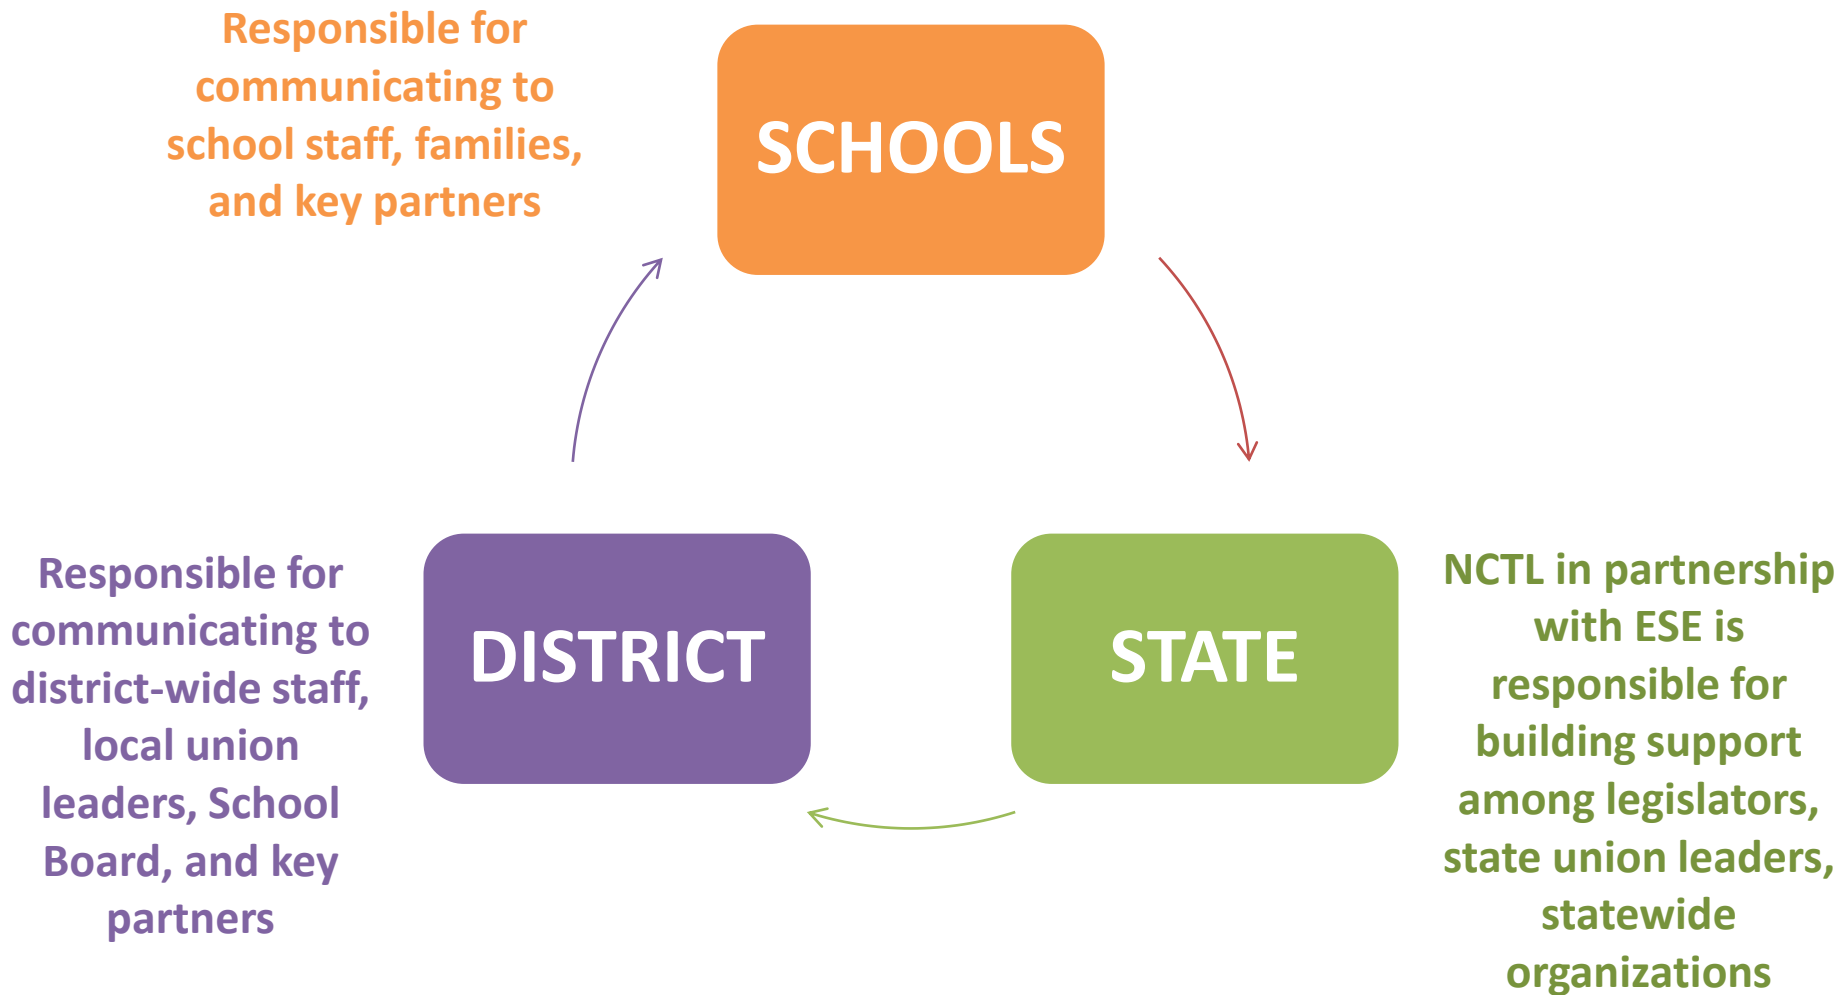 Responsible for
communicating to
school staff, families,
and key partners
SCHOOLS
Responsible for
communicating to
district-wide staff,
local union
leaders, School
Board, and key
partners
DISTRICT
STATE
NCTL in partnership
with ESE is
responsible for
building support
among legislators,
state union leaders,
statewide
organizations